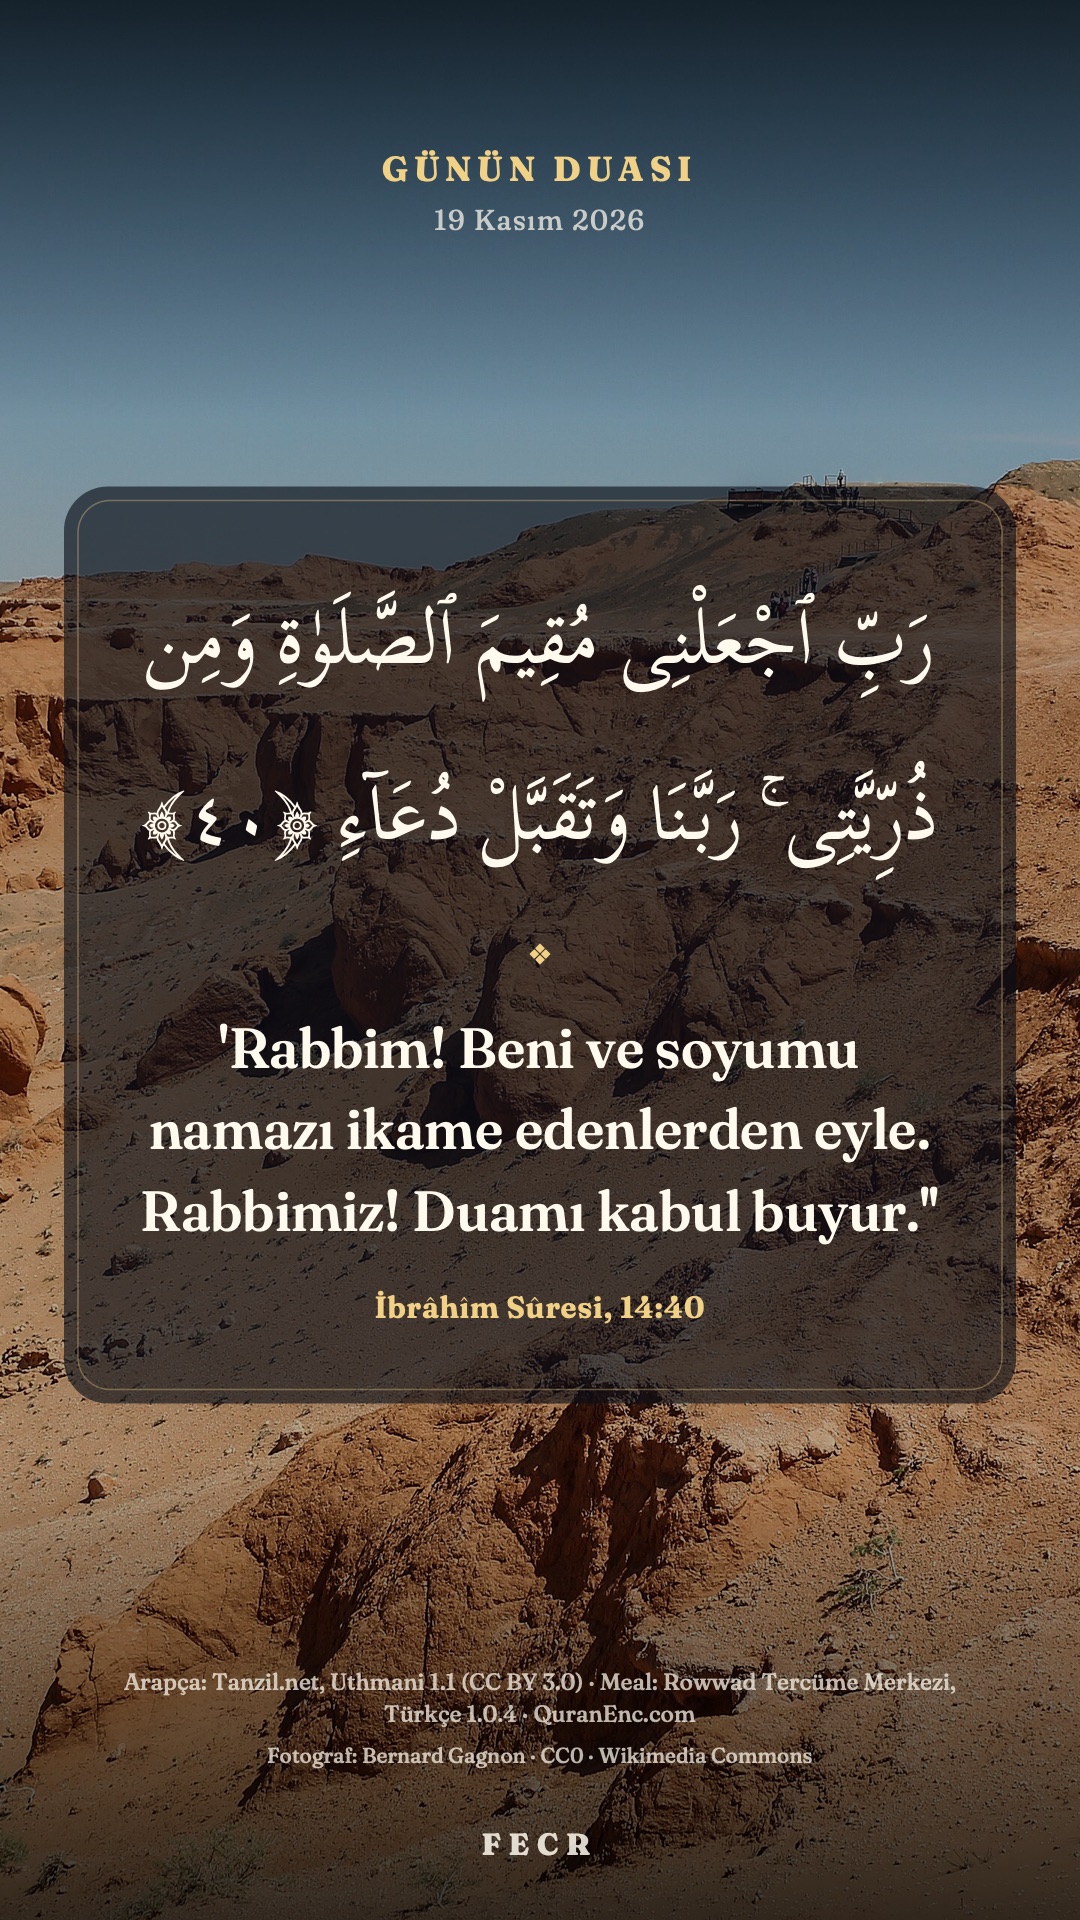 GÜNÜN DUASI
19 Kasım 2026
رَبِّ ٱجْعَلْنِى مُقِيمَ ٱلصَّلَوٰةِ وَمِن
ذُرِّيَّتِى ۚ رَبَّنَا وَتَقَبَّلْ دُعَآءِ ﴿٤٠﴾
❖
'Rabbim! Beni ve soyumu
namazı ikame edenlerden eyle.
Rabbimiz! Duamı kabul buyur."
İbrâhîm Sûresi, 14:40
Arapça: Tanzil.net, Uthmani 1.1 (CC BY 3.0) · Meal: Rowwad Tercüme Merkezi,
Türkçe 1.0.4 · QuranEnc.com
Fotograf: Bernard Gagnon · CC0 · Wikimedia Commons
FECR